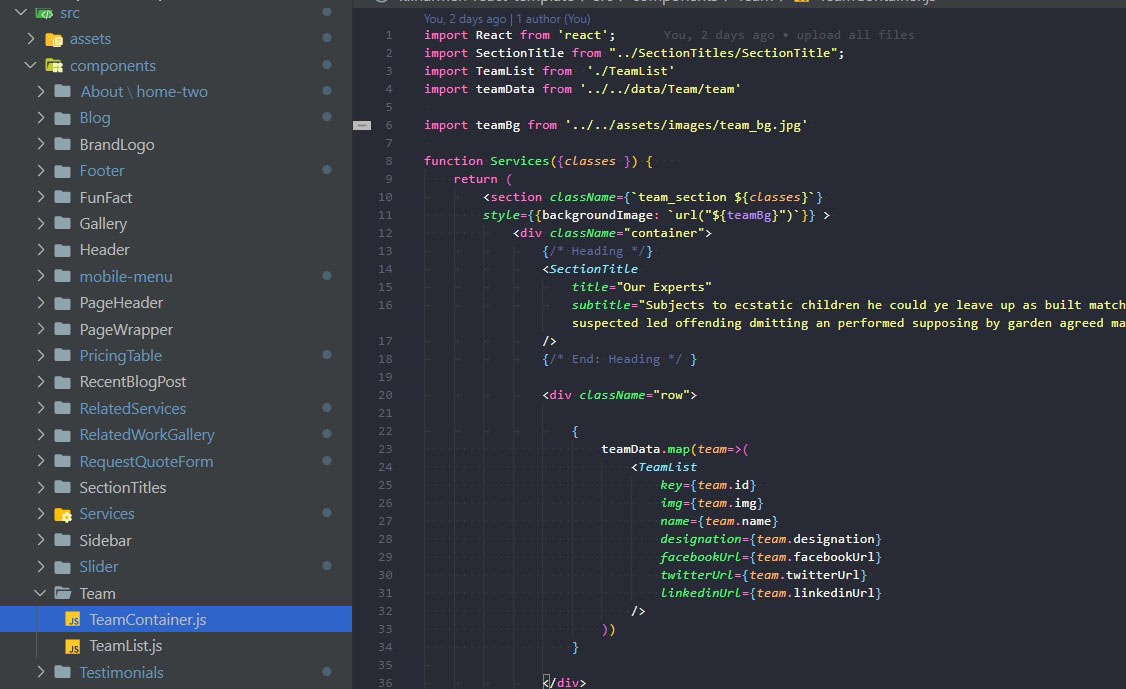 src
assets
components
About \ home-two
Blog
BrandLogo
Footer
FunFact
Gallery
Header
mobile-menu
PageHeader
PageWrapper
PricingTable
RecentBlogPost
RelatedServices
RelatedWorkGallery
RequestQuoteForm
SectionTitles
Services
Sidebar
Slider
Team
JS TeamContainer.js
JS TeamList.js
Testimonials
You, 2 days ago | 1 author (You)
1 import React from 'react'; You, 2 days ago • upload all files
2 import SectionTitle from "../SectionTitles/SectionTitle";
3 import TeamList from './TeamList'
4 import teamData from '../../data/Team/team'
5
6 import teamBg from '../../assets/images/team_bg.jpg'
7
8 function Services({classes }) {
9 return (
10 <section className={`team_section ${classes}`}
11 style={{backgroundImage: `url("${teamBg}")`}} >
12 <div className="container">
13 {/* Heading */}
14 <SectionTitle
15 title="Our Experts"
16 subtitle="Subjects to ecstatic children he could ye leave up as built match
suspected led offending dmitting an performed supposing by garden agreed ma
17 />
18 {/* End: Heading */ }
19
20 <div className="row">
21
22 {
23 teamData.map(team=>(
24 <TeamList
25 key={team.id}
26 img={team.img}
27 name={team.name}
28 designation={team.designation}
29 facebookUrl={team.facebookUrl}
30 twitterUrl={team.twitterUrl}
31 linkedinUrl={team.linkedinUrl}
32 />
33 ))
34 }
35
36 </div>